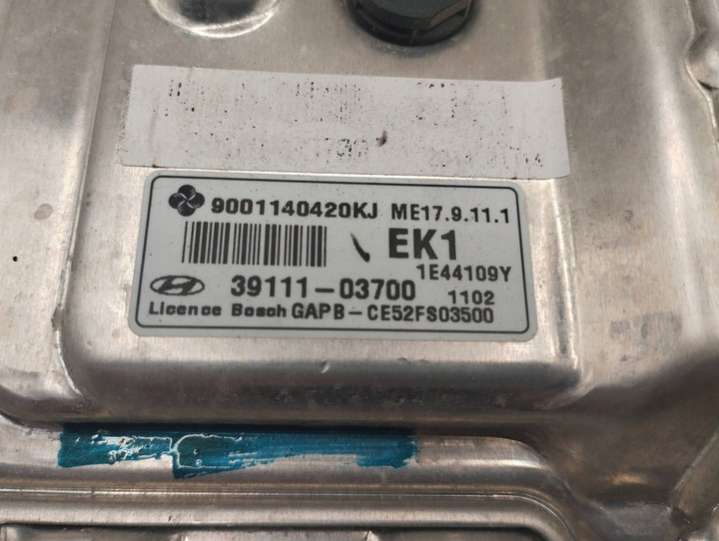 9001140420KJ ME17.9.11.1
EK1
1E44109Y
39111-03700 1102
Licence Bosch GAPB-CE52FS03500